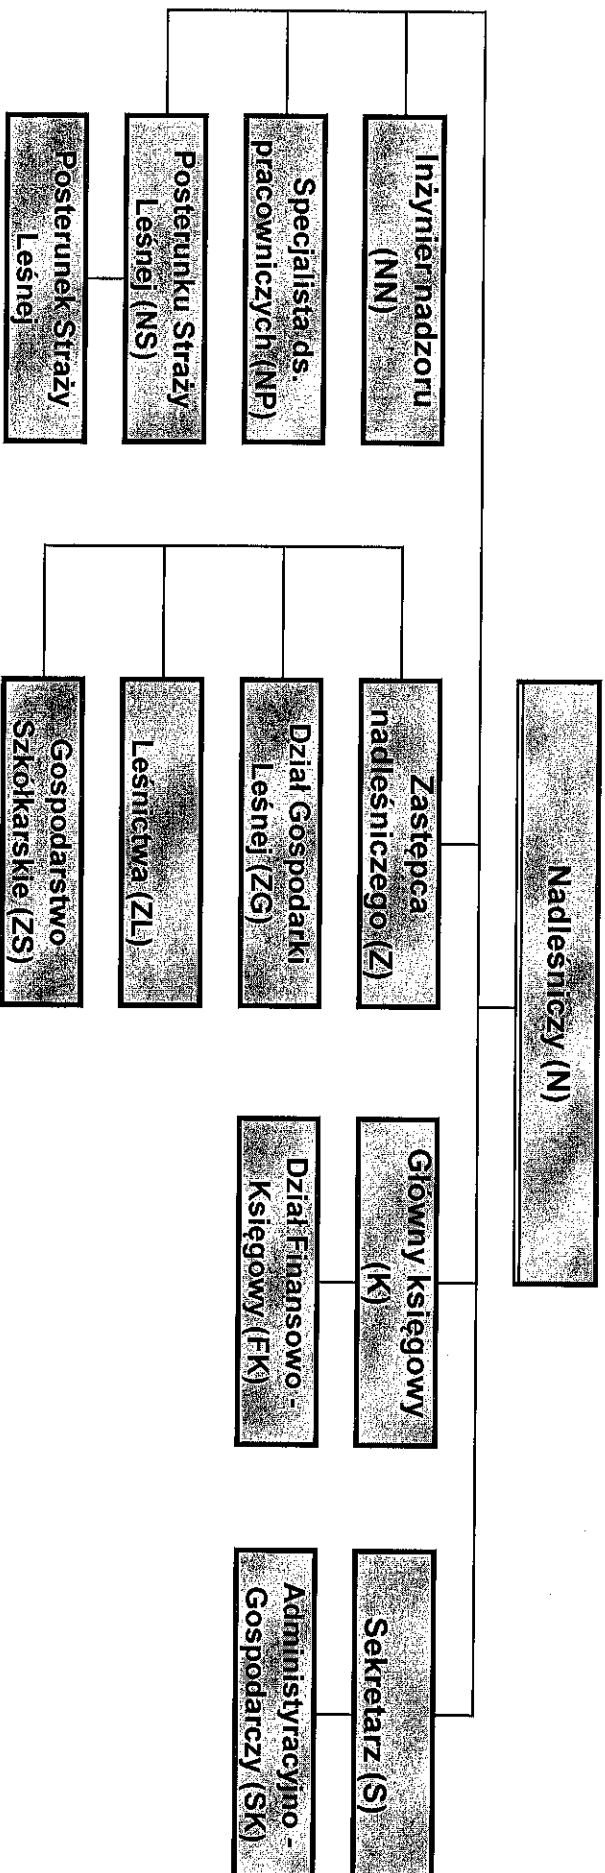 Nadleśniczy (N)
Inżynier nadzoru
(NN)
Specjalista ds.
pracowniczych (NP)
Posterunku Straży
Leśnej (NS)
Posterunek Straży
Leśnej
Zastępca
nadleśniczego (Z)
Dział Gospodarki
Leśnej (ZG)
Leśnictwa (ZL)
Gospodarstwo
Szkółkarskie (ZS)
Główny księgowy
(K)
Dział Finansowo -
Księgowy (FK)
Sekretarz (S)
Administyracyjno -
Gospodarczy (SK)